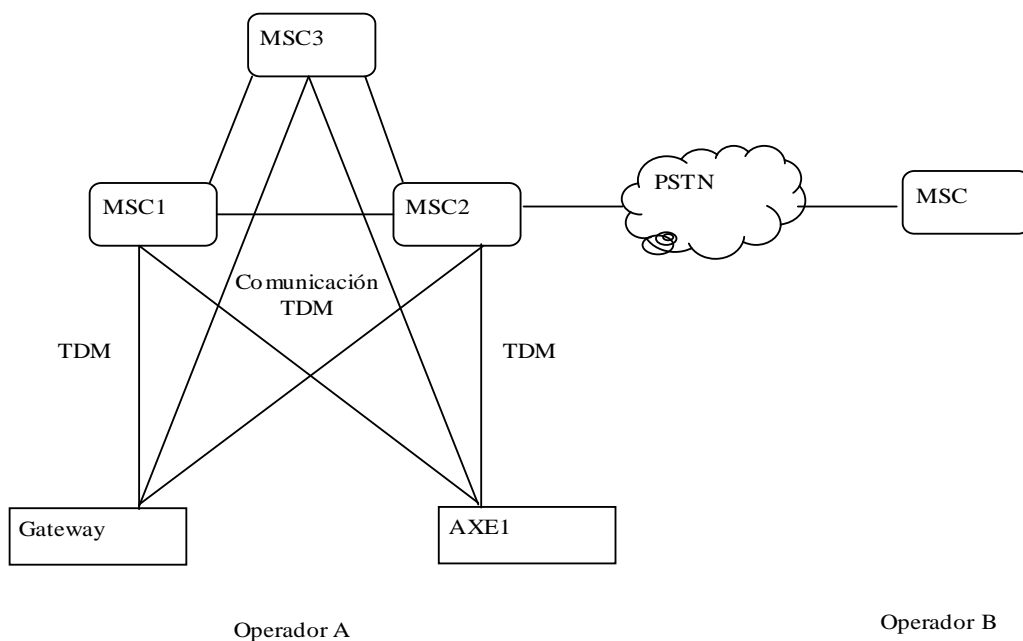 MSC3
MSC1
MSC2
PSTN
MSC
Comunicación
TDM
TDM
TDM
Gateway
AXE1
Operador A
Operador B